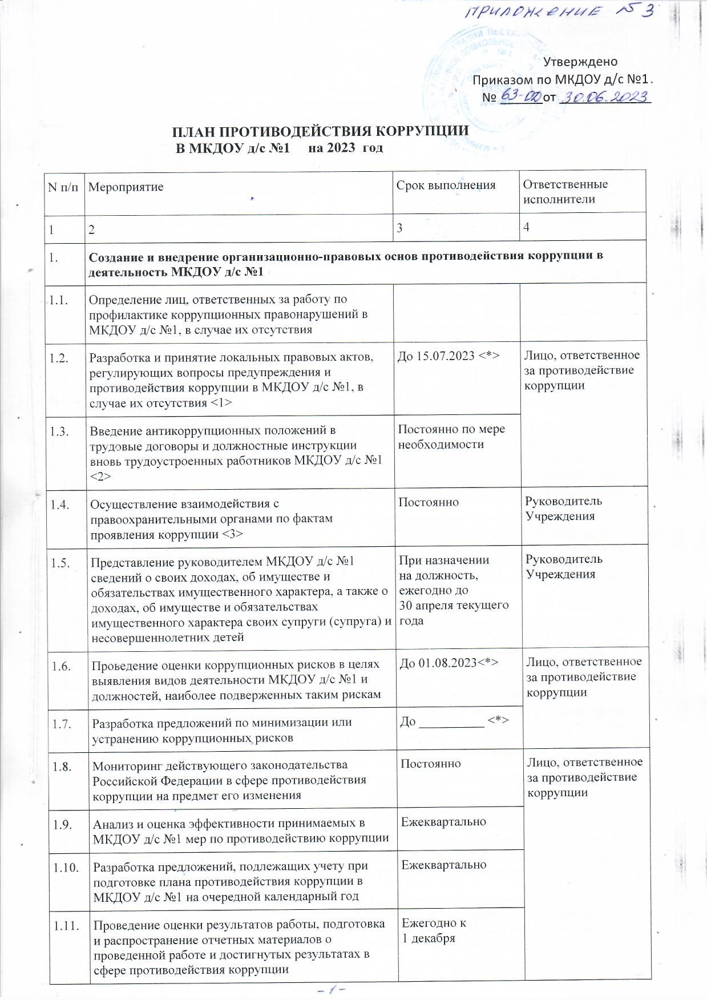 ПРИЛОЖЕНИЕ №3
Утверждено
Приказом по МКДОУ д/с №1.
№ 63-ОД от 30.06.2023
ПЛАН ПРОТИВОДЕЙСТВИЯ КОРРУПЦИИ
В МКДОУ д/с №1 на 2023 год
N п/п
Мероприятие
Срок выполнения
Ответственные
исполнители
1
2
3
4
1.
Создание и внедрение организационно-правовых основ противодействия коррупции в
деятельность МКДОУ д/с №1
1.1.
Определение лиц, ответственных за работу по
профилактике коррупционных правонарушений в
МКДОУ д/с №1, в случае их отсутствия
1.2.
Разработка и принятие локальных правовых актов,
регулирующих вопросы предупреждения и
противодействия коррупции в МКДОУ д/с №1, в
случае их отсутствия <1>
До 15.07.2023 <*>
Лицо, ответственное
за противодействие
коррупции
1.3.
Введение антикоррупционных положений в
трудовые договоры и должностные инструкции
вновь трудоустроенных работников МКДОУ д/с №1
<2>
Постоянно по мере
необходимости
1.4.
Осуществление взаимодействия с
правоохранительными органами по фактам
проявления коррупции <3>
Постоянно
Руководитель
Учреждения
1.5.
Представление руководителем МКДОУ д/с №1
сведений о своих доходах, об имуществе и
обязательствах имущественного характера, а также о
доходах, об имуществе и обязательствах
имущественного характера своих супруги (супруга) и
несовершеннолетних детей
При назначении
на должность,
ежегодно до
30 апреля текущего
года
Руководитель
Учреждения
1.6.
Проведение оценки коррупционных рисков в целях
выявления видов деятельности МКДОУ д/с №1 и
должностей, наиболее подверженных таким рискам
До 01.08.2023<*>
Лицо, ответственное
за противодействие
коррупции
1.7.
Разработка предложений по минимизации или
устранению коррупционных рисков
До __________ <*>
1.8.
Мониторинг действующего законодательства
Российской Федерации в сфере противодействия
коррупции на предмет его изменения
Постоянно
Лицо, ответственное
за противодействие
коррупции
1.9.
Анализ и оценка эффективности принимаемых в
МКДОУ д/с №1 мер по противодействию коррупции
Ежеквартально
1.10.
Разработка предложений, подлежащих учету при
подготовке плана противодействия коррупции в
МКДОУ д/с №1 на очередной календарный год
Ежеквартально
1.11.
Проведение оценки результатов работы, подготовка
и распространение отчетных материалов о
проведенной работе и достигнутых результатах в
сфере противодействия коррупции
Ежегодно к
1 декабря
- 1 -